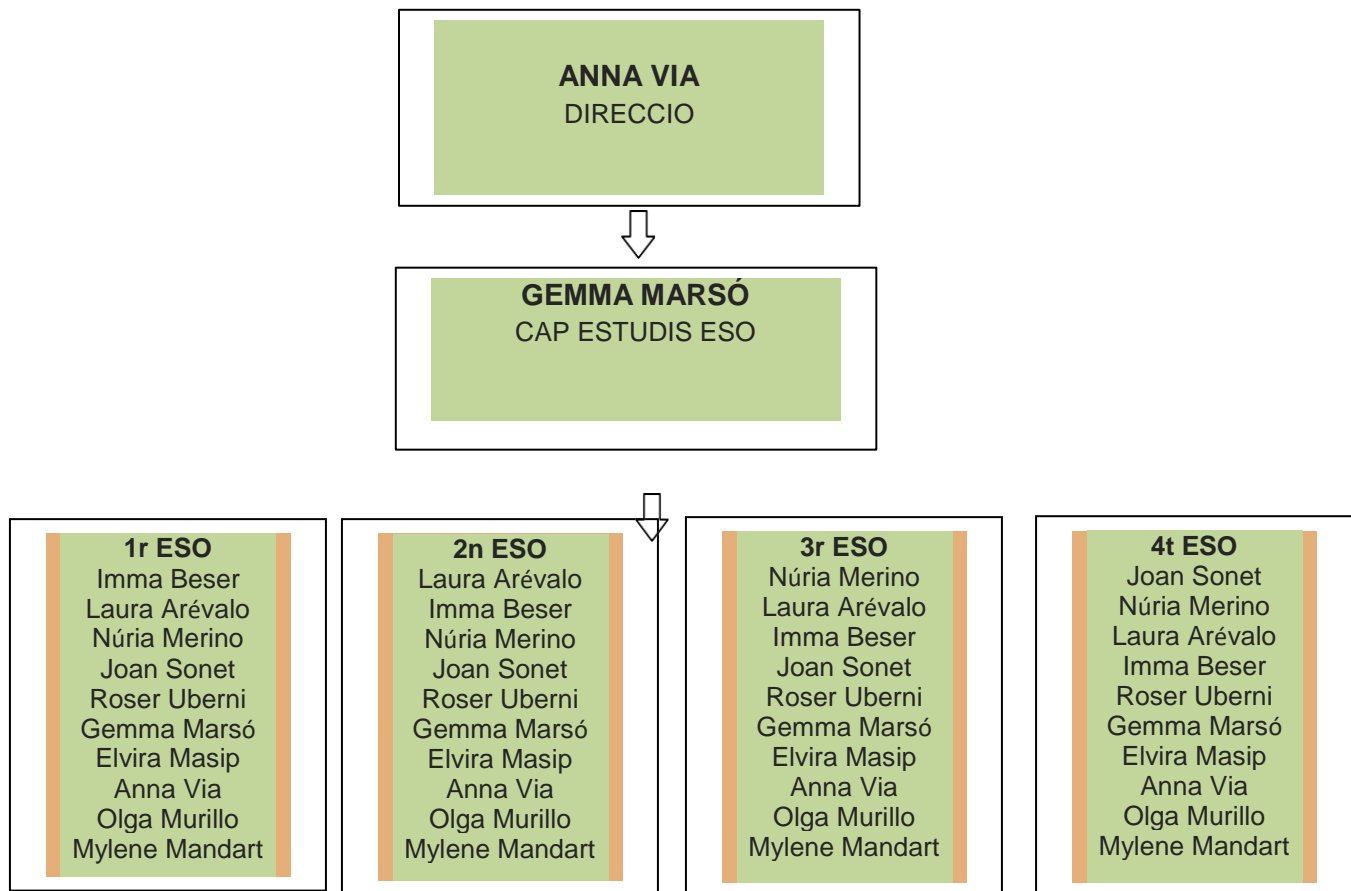 ANNA VIA
DIRECCIO
GEMMA MARSÓ
CAP ESTUDIS ESO
1r ESO
Imma Beser
Laura Arévalo
Núria Merino
Joan Sonet
Roser Uberni
Gemma Marsó
Elvira Masip
Anna Via
Olga Murillo
Mylene Mandart
2n ESO
Laura Arévalo
Imma Beser
Núria Merino
Joan Sonet
Roser Uberni
Gemma Marsó
Elvira Masip
Anna Via
Olga Murillo
Mylene Mandart
3r ESO
Núria Merino
Laura Arévalo
Imma Beser
Joan Sonet
Roser Uberni
Gemma Marsó
Elvira Masip
Anna Via
Olga Murillo
Mylene Mandart
4t ESO
Joan Sonet
Núria Merino
Laura Arévalo
Imma Beser
Roser Uberni
Gemma Marsó
Elvira Masip
Anna Via
Olga Murillo
Mylene Mandart